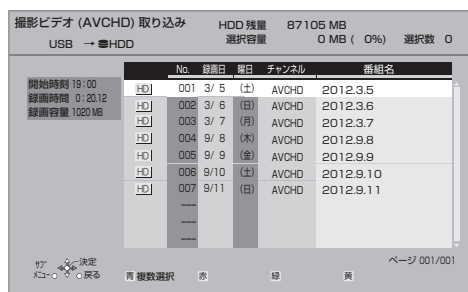 撮影ビデオ (AVCHD) 取り込み HDD 残量 87105 MB
USB → HDD 選択容量 0 MB ( 0%) 選択数 0
No. 録画日 曜日 チャンネル 番組名
開始時刻 19:00
録画時間 0:20.12
録画容量 1020 MB
HD 001 3/ 5 (土) AVCHD 2012.3.5
HD 002 3/ 6 (日) AVCHD 2012.3.6
HD 003 3/ 7 (月) AVCHD 2012.3.7
HD 004 9/ 8 (木) AVCHD 2012.9.8
HD 005 9/ 9 (金) AVCHD 2012.9.9
HD 006 9/10 (土) AVCHD 2012.9.10
HD 007 9/11 (日) AVCHD 2012.9.11
---
---
---
ページ 001/001
サブメニュー 決定 戻る
青 複数選択 赤 緑 黄